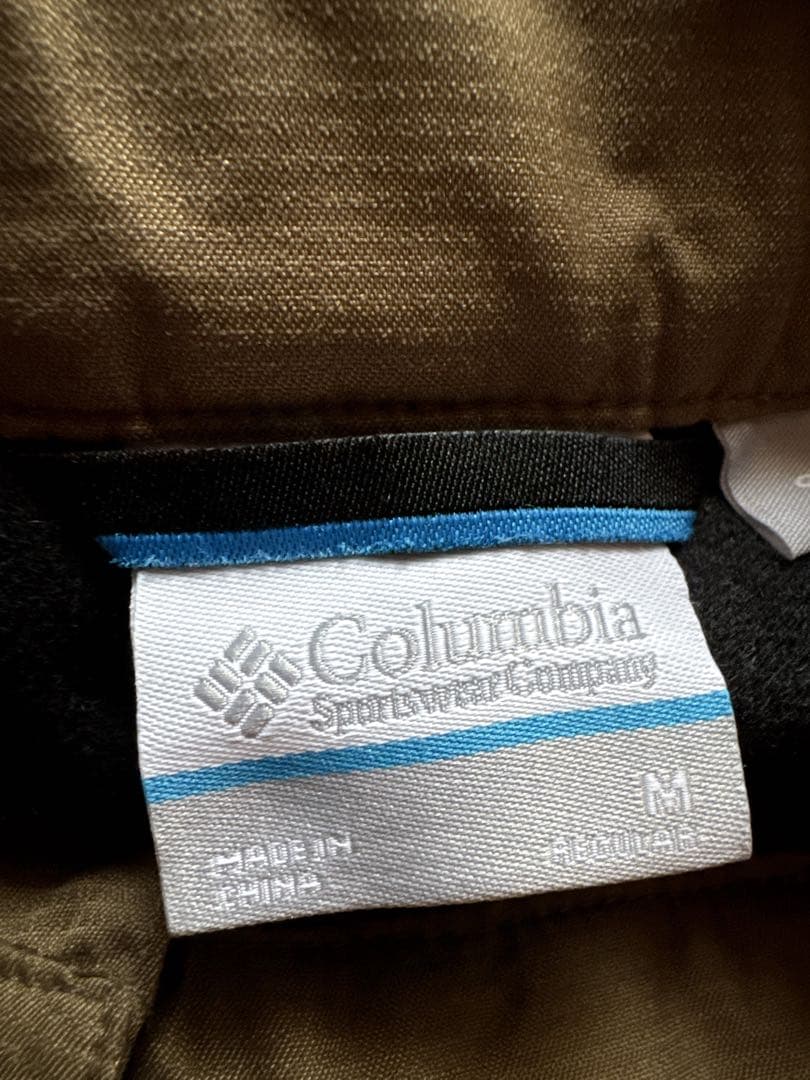 Columbia
Sportswear Company
M
REGULAR
MADE IN
CHINA